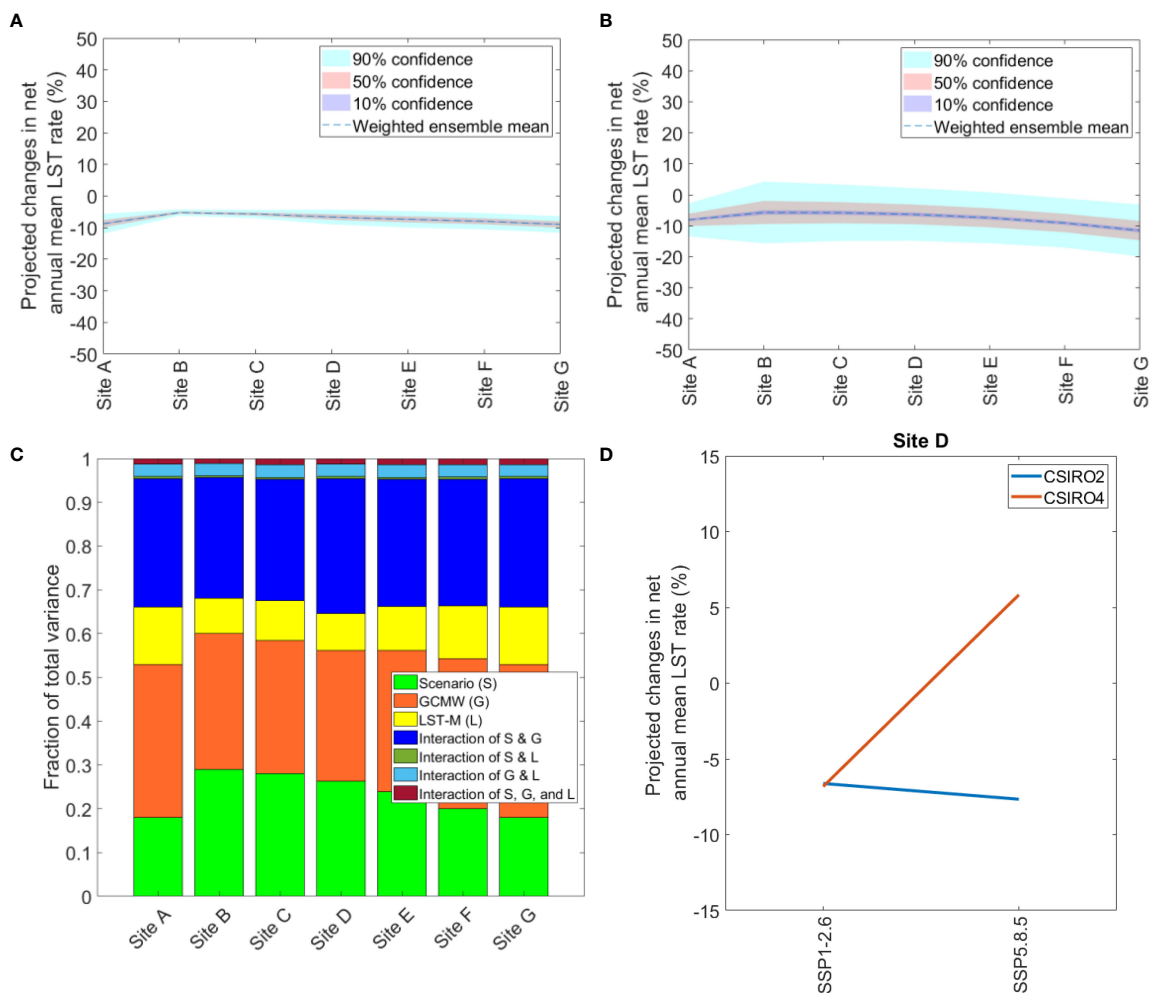 A
Projected changes in net
annual mean LST rate (%)
50
40
30
20
10
0
-10
-20
-30
-40
-50
90% confidence
50% confidence
10% confidence
Weighted ensemble mean
Site A
Site B
Site C
Site D
Site E
Site F
Site G
B
Projected changes in net
annual mean LST rate (%)
50
40
30
20
10
0
-10
-20
-30
-40
-50
90% confidence
50% confidence
10% confidence
Weighted ensemble mean
Site A
Site B
Site C
Site D
Site E
Site F
Site G
C
Fraction of total variance
1
0.9
0.8
0.7
0.6
0.5
0.4
0.3
0.2
0.1
0
Scenario (S)
GCMW (G)
LST-M (L)
Interaction of S & G
Interaction of S & L
Interaction of G & L
Interaction of S, G, and L
Site A
Site B
Site C
Site D
Site E
Site F
Site G
D
Site D
Projected changes in net
annual mean LST rate (%)
15
10
5
0
-5
-10
-15
CSIRO2
CSIRO4
SSP1-2.6
SSP5.8.5